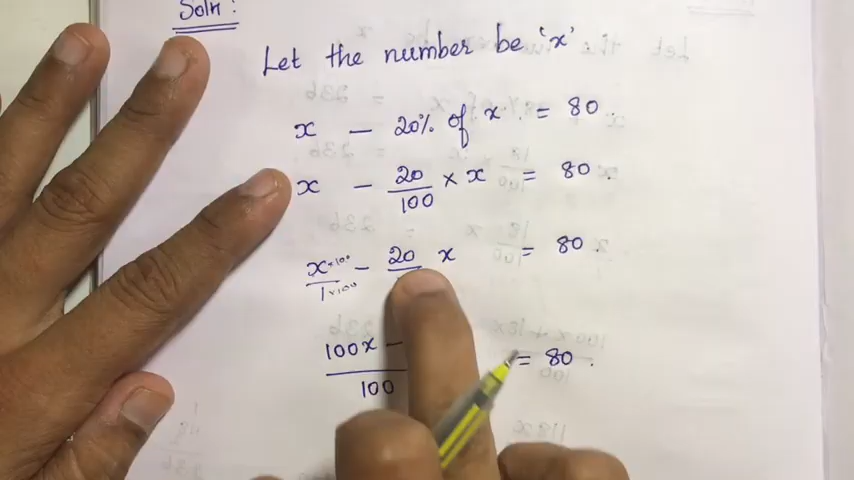 Soln:
Let the number be 'x'.
x - 20% of x = 80.
x - 20/100 × x = 80.
x×100/1×100 - 20/ x = 80.
100x - /100 = 80.